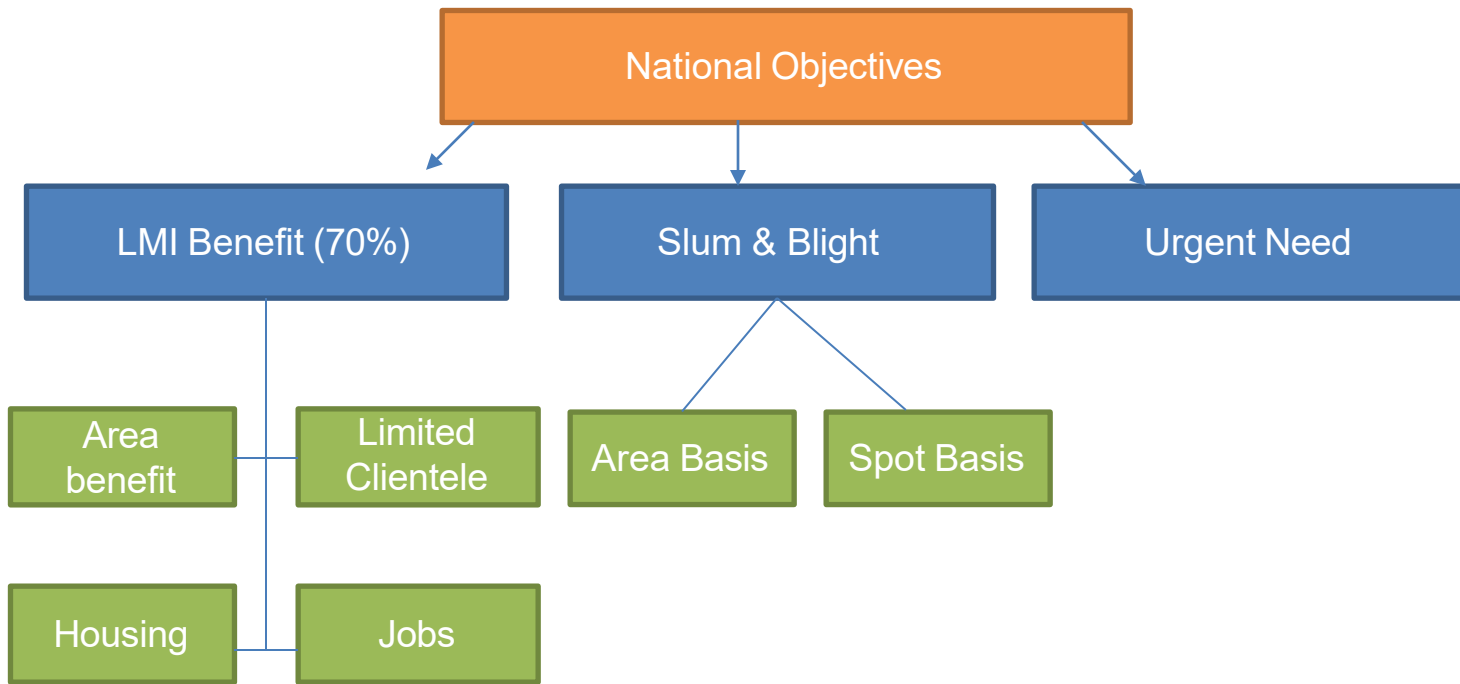 National Objectives
LMI Benefit (70%)
Slum & Blight
Urgent Need
Area
benefit
Limited
Clientele
Area Basis
Spot Basis
Housing
Jobs